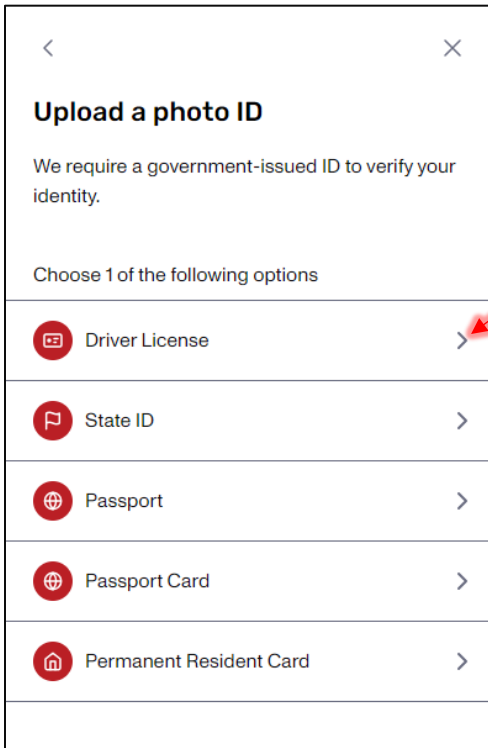 Upload a photo ID
We require a government-issued ID to verify your
identity.
Choose 1 of the following options
Driver License
State ID
Passport
Passport Card
Permanent Resident Card